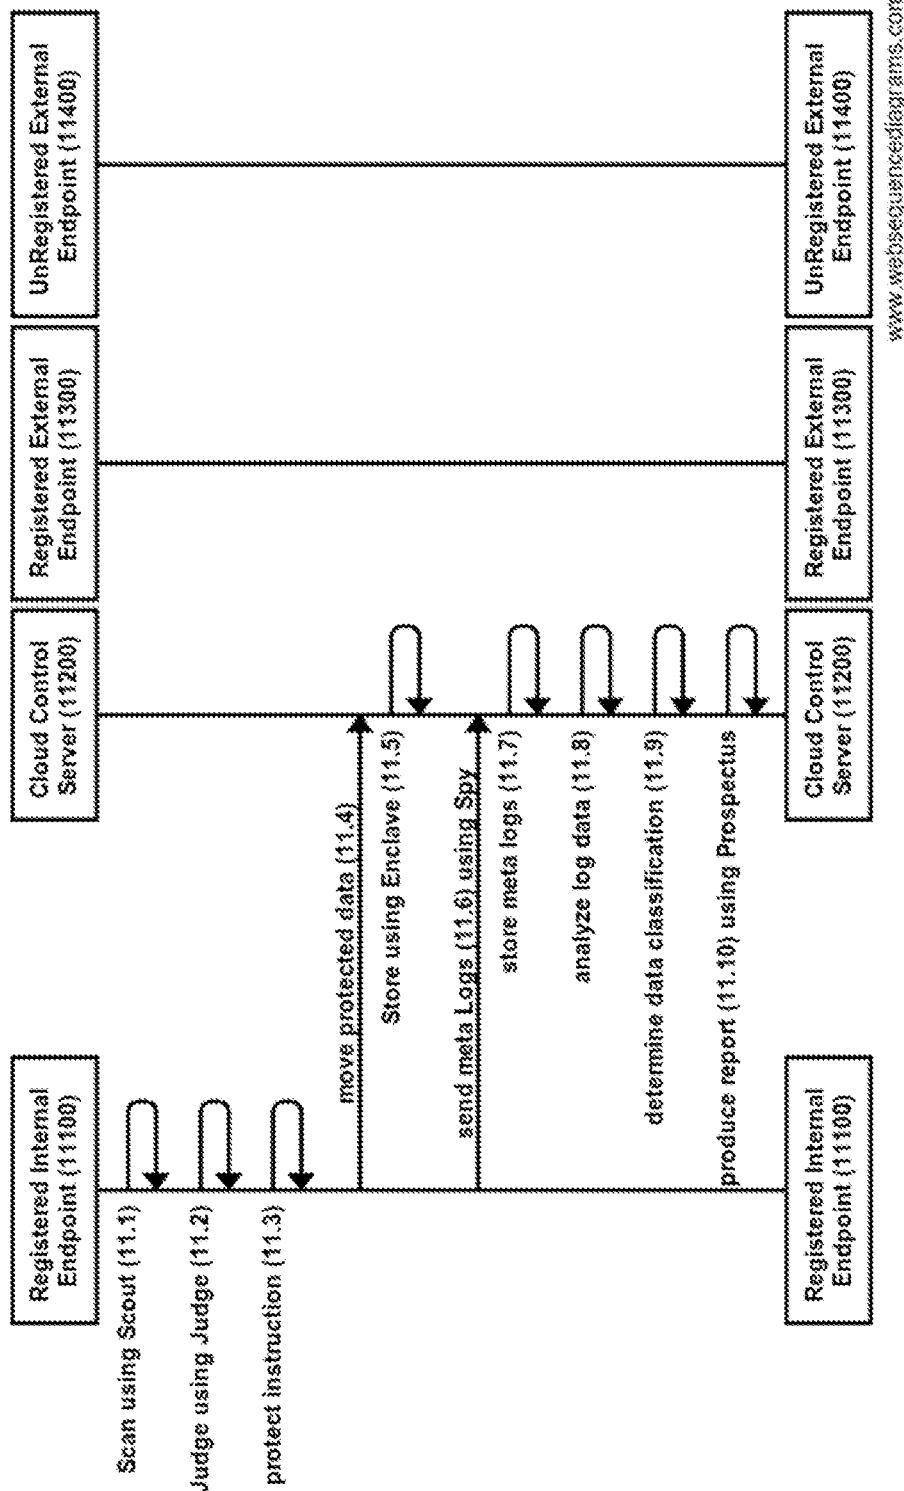 Registered Internal
Endpoint (11100)
Cloud Control
Server (11200)
Registered External
Endpoint (11300)
UnRegistered External
Endpoint (11400)
Scan using Scout (11.1)
Judge using Judge (11.2)
protect instruction (11.3)
move protected data (11.4)
Store using Enclave (11.5)
send meta Logs (11.6) using Spy
store meta logs (11.7)
analyze log data (11.8)
determine data classification (11.9)
produce report (11.10) using Prospectus
Registered Internal
Endpoint (11100)
Cloud Control
Server (11200)
Registered External
Endpoint (11300)
UnRegistered External
Endpoint (11400)
www.websequencediagrams.com